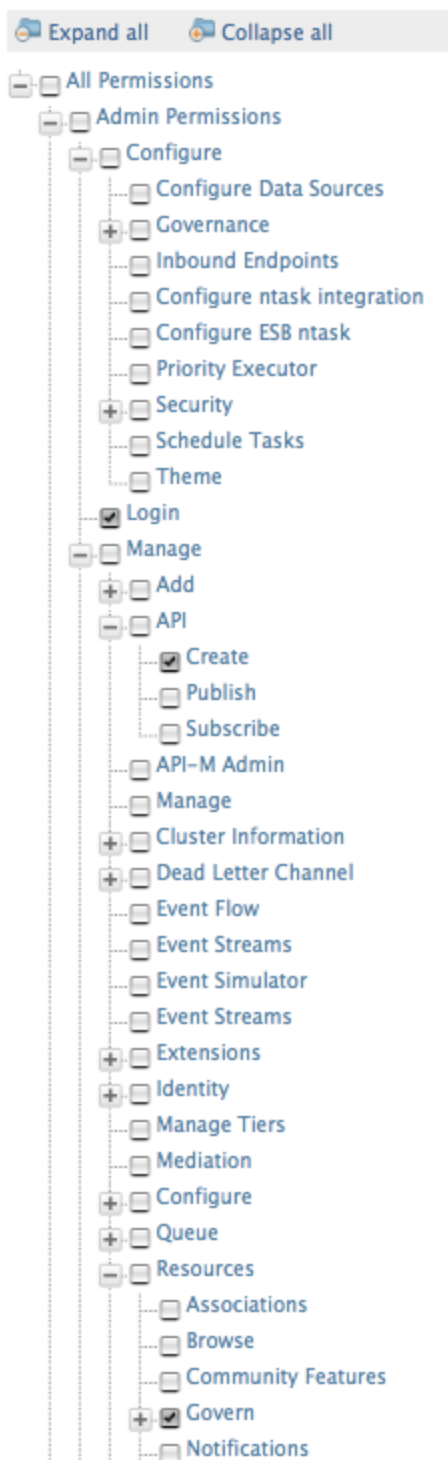 Expand all Collapse all
All Permissions
Admin Permissions
Configure
Configure Data Sources
Governance
Inbound Endpoints
Configure ntask integration
Configure ESB ntask
Priority Executor
Security
Schedule Tasks
Theme
Login
Manage
Add
API
Create
Publish
Subscribe
API-M Admin
Manage
Cluster Information
Dead Letter Channel
Event Flow
Event Streams
Event Simulator
Event Streams
Extensions
Identity
Manage Tiers
Mediation
Configure
Queue
Resources
Associations
Browse
Community Features
Govern
Notifications